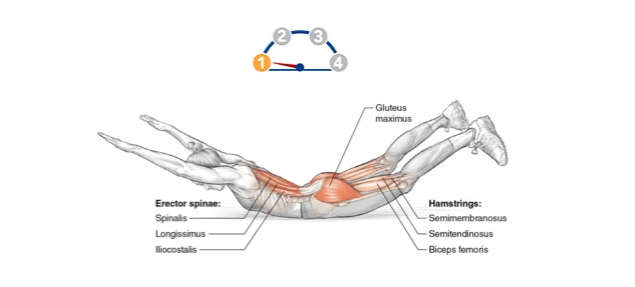 2 3
1 4
Gluteus
maximus
Erector spinae:
Spinalis
Longissimus
Iliocostalis
Hamstrings:
Semimembranosus
Semitendinosus
Biceps femoris